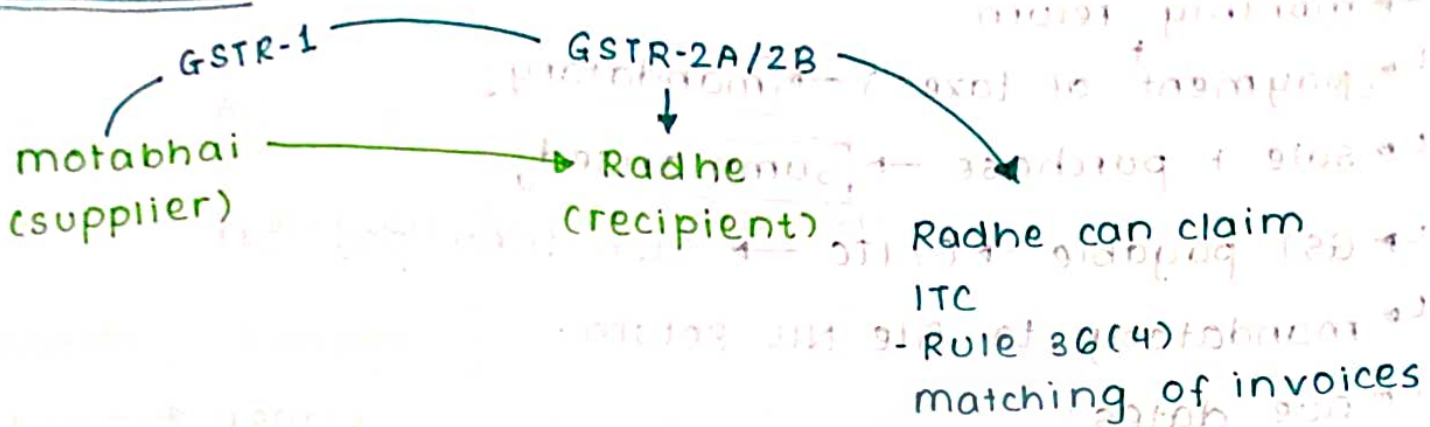 GSTR-1
GSTR-2A/2B
motabhai
(supplier)
Radhe
(recipient)
Radhe can claim
ITC
- Rule 36(4)
matching of invoices